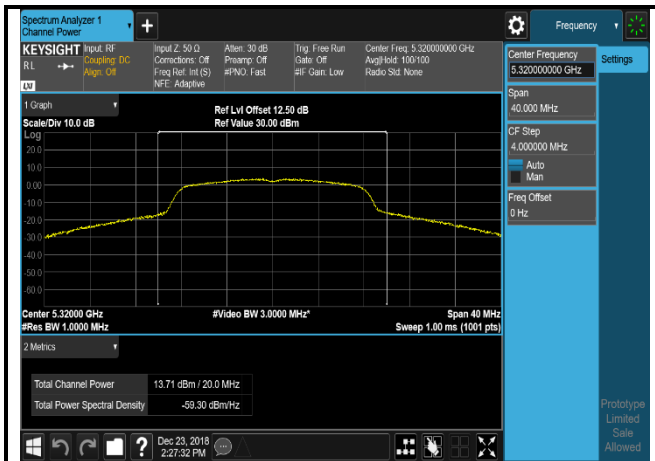 Spectrum Analyzer 1
Channel Power
+
Frequency
KEYSIGHT
RL
LXI
Input: RF
Coupling: DC
Align: Off
Input Z: 50 Ω
Corrections: Off
Freq Ref: Int (S)
NFE: Adaptive
Atten: 30 dB
Preamp: Off
#PNO: Fast
Trig: Free Run
Gate: Off
#IF Gain: Low
Center Freq: 5.320000000 GHz
Avg|Hold: 100/100
Radio Std: None
Center Frequency
5.320000000 GHz
Settings
Span
40.000 MHz
CF Step
4.000000 MHz
Auto
Man
Freq Offset
0 Hz
1 Graph
Scale/Div 10.0 dB
Ref Lvl Offset 12.50 dB
Ref Value 30.00 dBm
Log
20.0
10.0
0.00
-10.0
-20.0
-30.0
-40.0
-50.0
-60.0
Center 5.32000 GHz
#Video BW 3.0000 MHz*
Span 40 MHz
#Res BW 1.0000 MHz
Sweep 1.00 ms (1001 pts)
2 Metrics
Total Channel Power
13.71 dBm / 20.0 MHz
Total Power Spectral Density
-59.30 dBm/Hz
Prototype
Limited
Sale
Allowed
?
Dec 23, 2018
2:27:32 PM